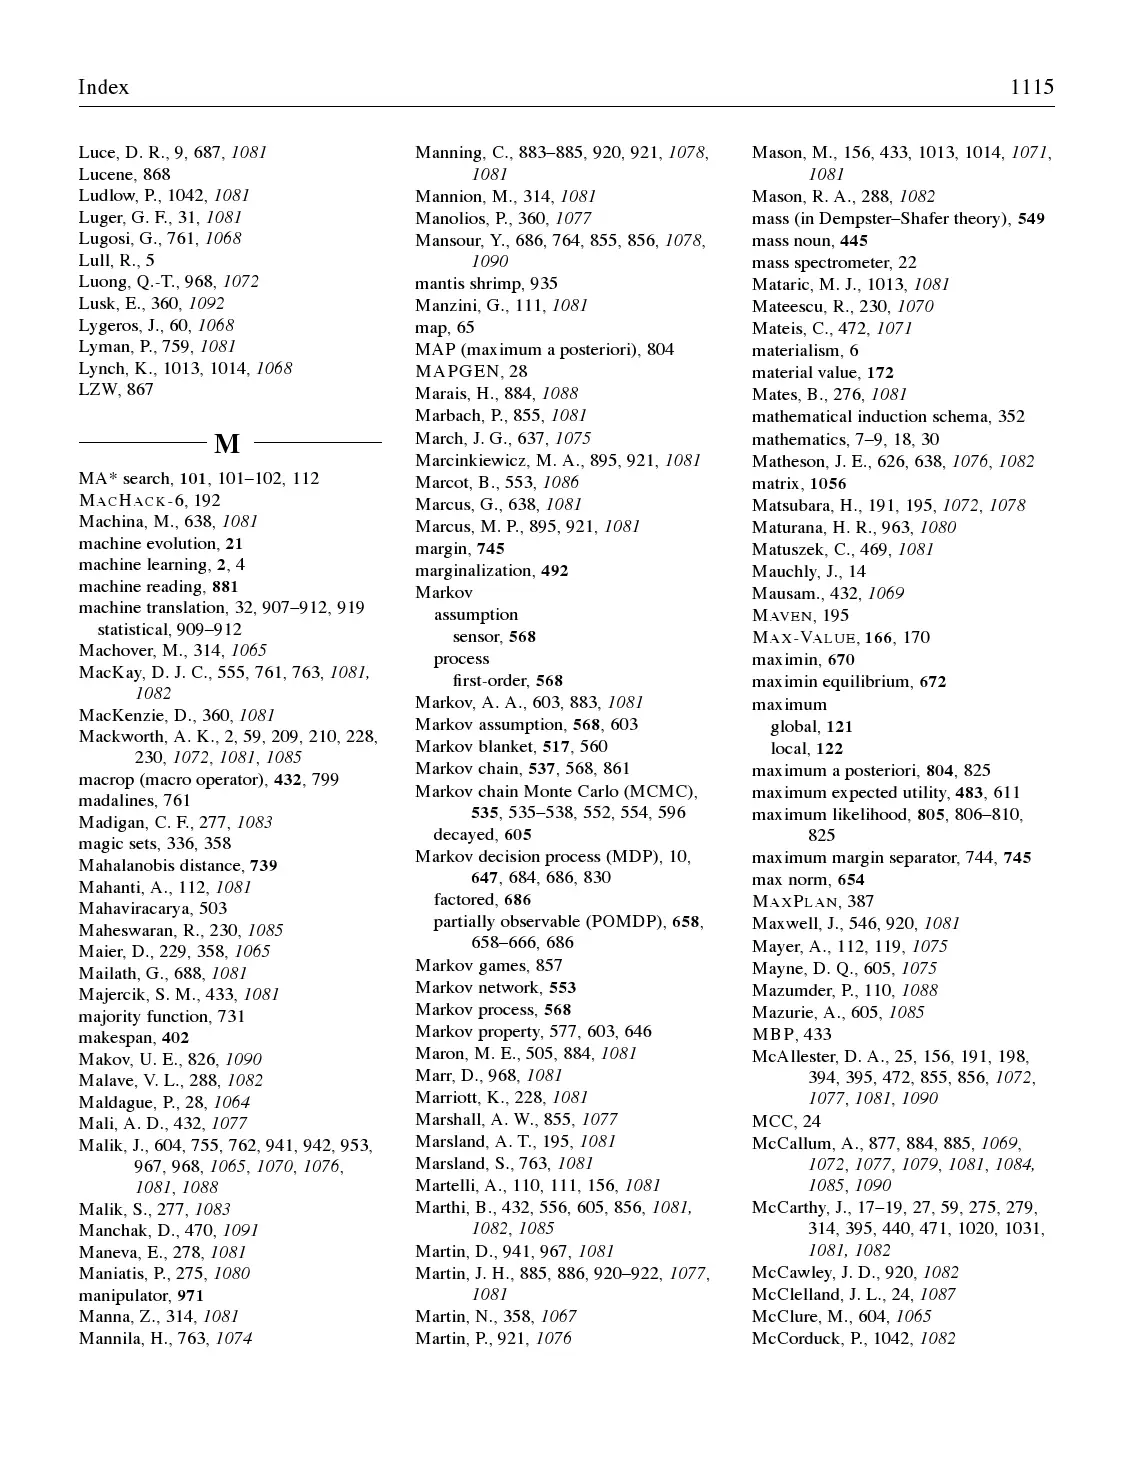 Index
1115
Luce, D. R., 9, 687, 1081
Lucene, 868
Ludlow, P., 1042, 1081
Luger, G. F., 31, 1081
Lugosi, G., 761, 1068
Lull, R., 5
Luong, Q.-T., 968, 1072
Lusk, E., 360, 1092
Lygeros, J., 60, 1068
Lyman, P., 759, 1081
Lynch, K., 1013, 1014, 1068
LZW, 867
M
MA* search, 101, 101–102, 112
MACHACK-6, 192
Machina, M., 638, 1081
machine evolution, 21
machine learning, 2, 4
machine reading, 881
machine translation, 32, 907–912, 919
statistical, 909–912
Machover, M., 314, 1065
MacKay, D. J. C., 555, 761, 763, 1081,
1082
MacKenzie, D., 360, 1081
Mackworth, A. K., 2, 59, 209, 210, 228,
230, 1072, 1081, 1085
macrop (macro operator), 432, 799
madalines, 761
Madigan, C. F., 277, 1083
magic sets, 336, 358
Mahalanobis distance, 739
Mahanti, A., 112, 1081
Mahaviracarya, 503
Maheswaran, R., 230, 1085
Maier, D., 229, 358, 1065
Mailath, G., 688, 1081
Majercik, S. M., 433, 1081
majority function, 731
makespan, 402
Makov, U. E., 826, 1090
Malave, V. L., 288, 1082
Maldague, P., 28, 1064
Mali, A. D., 432, 1077
Malik, J., 604, 755, 762, 941, 942, 953,
967, 968, 1065, 1070, 1076,
1081, 1088
Malik, S., 277, 1083
Manchak, D., 470, 1091
Maneva, E., 278, 1081
Maniatis, P., 275, 1080
manipulator, 971
Manna, Z., 314, 1081
Mannila, H., 763, 1074
Manning, C., 883–885, 920, 921, 1078,
1081
Mannion, M., 314, 1081
Manolios, P., 360, 1077
Mansour, Y., 686, 764, 855, 856, 1078,
1090
mantis shrimp, 935
Manzini, G., 111, 1081
map, 65
MAP (maximum a posteriori), 804
MAPGEN, 28
Marais, H., 884, 1088
Marbach, P., 855, 1081
March, J. G., 637, 1075
Marcinkiewicz, M. A., 895, 921, 1081
Marcot, B., 553, 1086
Marcus, G., 638, 1081
Marcus, M. P., 895, 921, 1081
margin, 745
marginalization, 492
Markov
assumption
sensor, 568
process
first-order, 568
Markov, A. A., 603, 883, 1081
Markov assumption, 568, 603
Markov blanket, 517, 560
Markov chain, 537, 568, 861
Markov chain Monte Carlo (MCMC),
535, 535–538, 552, 554, 596
decayed, 605
Markov decision process (MDP), 10,
647, 684, 686, 830
factored, 686
partially observable (POMDP), 658,
658–666, 686
Markov games, 857
Markov network, 553
Markov process, 568
Markov property, 577, 603, 646
Maron, M. E., 505, 884, 1081
Marr, D., 968, 1081
Marriott, K., 228, 1081
Marshall, A. W., 855, 1077
Marsland, A. T., 195, 1081
Marsland, S., 763, 1081
Martelli, A., 110, 111, 156, 1081
Marthi, B., 432, 556, 605, 856, 1081,
1082, 1085
Martin, D., 941, 967, 1081
Martin, J. H., 885, 886, 920–922, 1077,
1081
Martin, N., 358, 1067
Martin, P., 921, 1076
Mason, M., 156, 433, 1013, 1014, 1071,
1081
Mason, R. A., 288, 1082
mass (in Dempster–Shafer theory), 549
mass noun, 445
mass spectrometer, 22
Mataric, M. J., 1013, 1081
Mateescu, R., 230, 1070
Mateis, C., 472, 1071
materialism, 6
material value, 172
Mates, B., 276, 1081
mathematical induction schema, 352
mathematics, 7–9, 18, 30
Matheson, J. E., 626, 638, 1076, 1082
matrix, 1056
Matsubara, H., 191, 195, 1072, 1078
Maturana, H. R., 963, 1080
Matuszek, C., 469, 1081
Mauchly, J., 14
Mausam., 432, 1069
MAVEN, 195
MAX-VALUE, 166, 170
maximin, 670
maximin equilibrium, 672
maximum
global, 121
local, 122
maximum a posteriori, 804, 825
maximum expected utility, 483, 611
maximum likelihood, 805, 806–810,
825
maximum margin separator, 744, 745
max norm, 654
MAXPLAN, 387
Maxwell, J., 546, 920, 1081
Mayer, A., 112, 119, 1075
Mayne, D. Q., 605, 1075
Mazumder, P., 110, 1088
Mazurie, A., 605, 1085
MBP, 433
McAllester, D. A., 25, 156, 191, 198,
394, 395, 472, 855, 856, 1072,
1077, 1081, 1090
MCC, 24
McCallum, A., 877, 884, 885, 1069,
1072, 1077, 1079, 1081, 1084,
1085, 1090
McCarthy, J., 17–19, 27, 59, 275, 279,
314, 395, 440, 471, 1020, 1031,
1081, 1082
McCawley, J. D., 920, 1082
McClelland, J. L., 24, 1087
McClure, M., 604, 1065
McCorduck, P., 1042, 1082